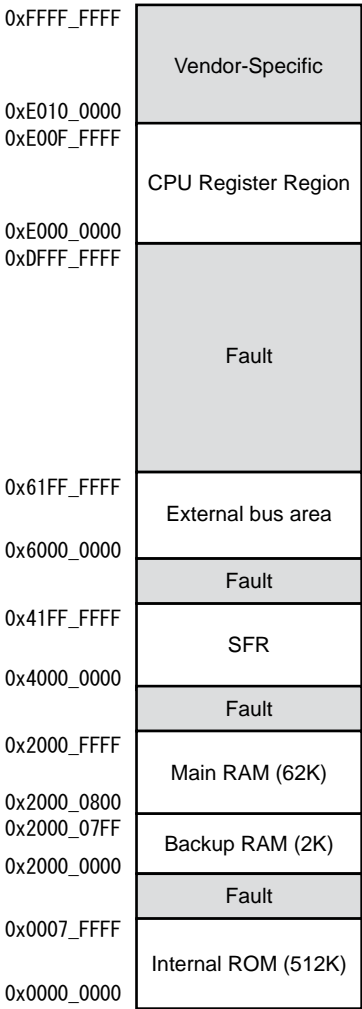 0xFFFF_FFFF
Vendor-Specific
0xE010_0000
0xE00F_FFFF
CPU Register Region
0xE000_0000
0xDFFF_FFFF
Fault
0x61FF_FFFF
External bus area
0x6000_0000
Fault
0x41FF_FFFF
SFR
0x4000_0000
Fault
0x2000_FFFF
Main RAM (62K)
0x2000_0800
0x2000_07FF
Backup RAM (2K)
0x2000_0000
Fault
0x0007_FFFF
Internal ROM (512K)
0x0000_0000